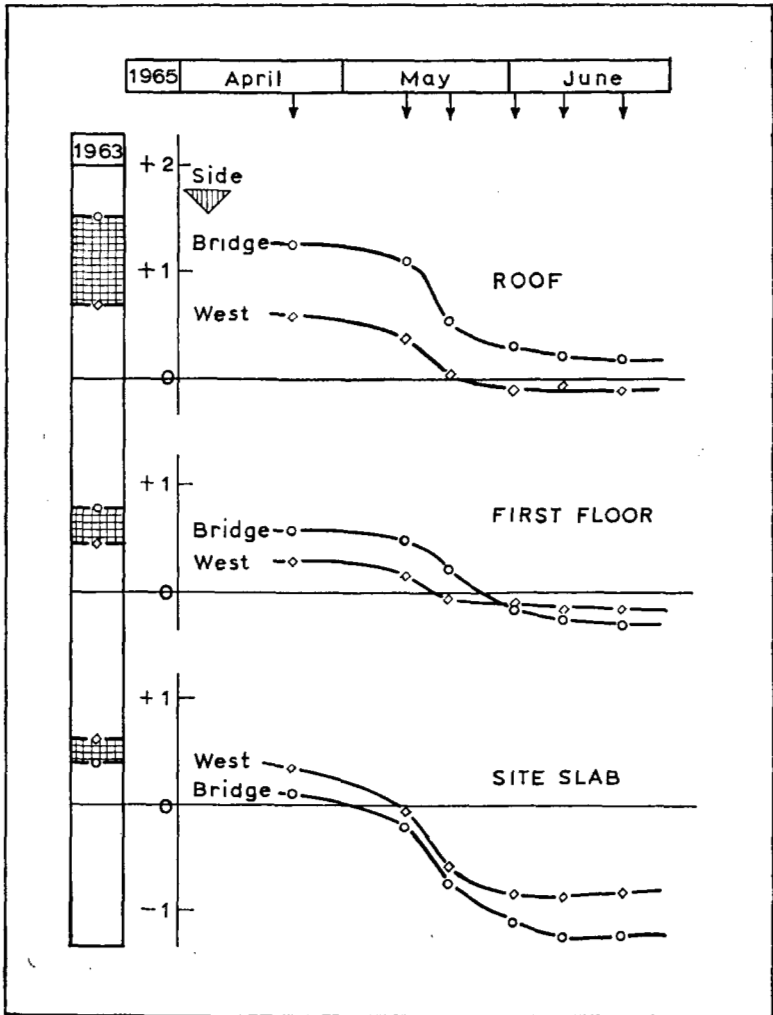 1965 April May June
1963
+2
Side
Bridge
+1
ROOF
West
0
+1
Bridge
FIRST FLOOR
West
0
+1
West
SITE SLAB
Bridge
0
-1